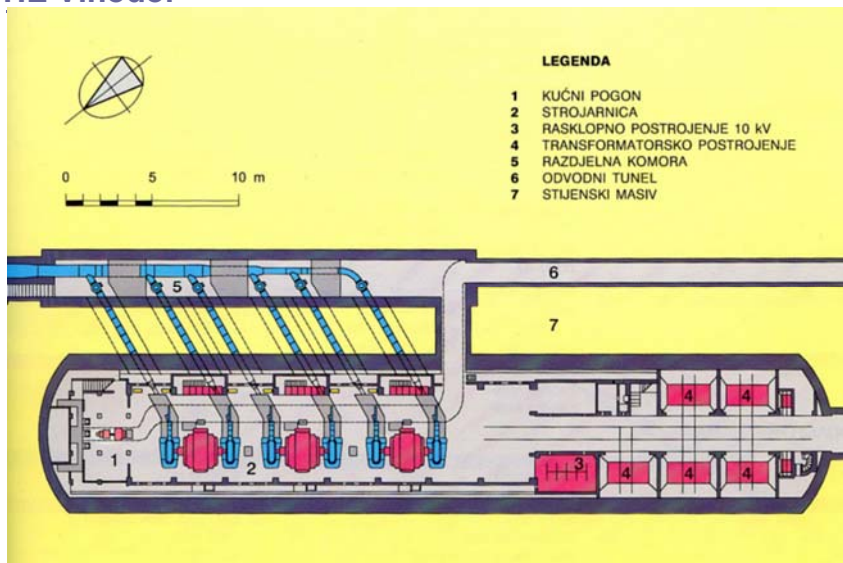 LEGENDA
1 KUĆNI POGON
2 STROJARNICA
3 RASKLOPNO POSTROJENJE 10 kV
4 TRANSFORMATORSKO POSTROJENJE
5 RAZDJELNA KOMORA
6 ODVODNI TUNEL
7 STIJENSKI MASIV
0 5 10 m
6
5
7
4 4
1
2
3
4 4 4